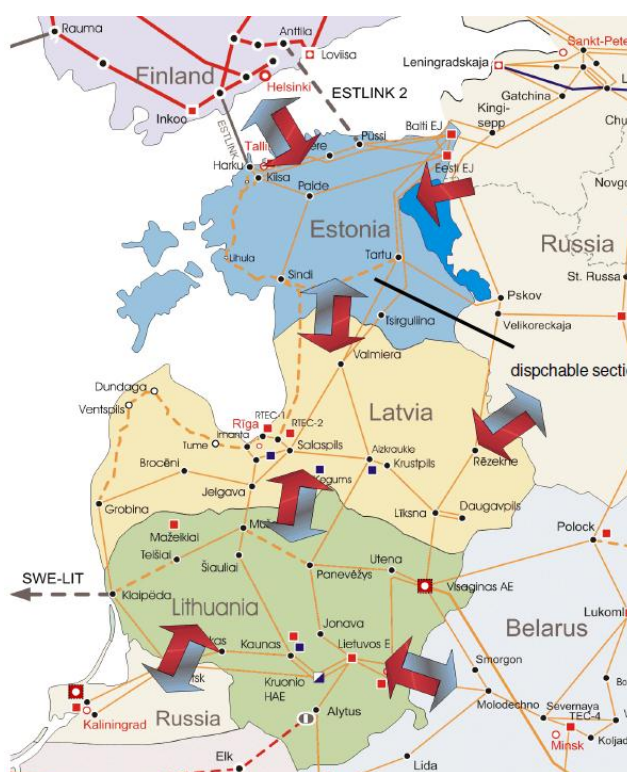 Rauma
Anttila
Loviisa
Finland
Helsinki
Inkoo
ESTLINK 2
ESTLINK
Sankt-Pete
Leningradskaja
Gatchina
Kingi-
sepp
Chu
Balti EJ
Püssi
Eesti EJ
Harku
Kiisa
Palde
Novgo
Estonia
Russia
Lihula
Sindi
Tartu
St. Russa
Pskov
Tsirguliina
Velikoreckaja
Valmiera
dispchable sectio
Dundaga
Ventspils
Latvia
Rīga
RTEC-1
RTEC-2
Imanta
Tume
Salaspils
Aizkraukle
Krustpils
Rēzekne
Brocēni
Jelgava
Ķegums
Grobina
Līksna
Daugavpils
Mažeikiai
Polock
Telšiai
Šiauliai
Panevėžys
Utena
SWE-LIT
Klaipėda
Visaginas AE
Lithuania
Lukoml
Jonava
Belarus
Kaunas
Lietuvos E
Smorgon
Kruonio
HAE
Russia
Kaliningrad
Alytus
Molodechno
Severnaya
TEC-4
Minsk
Koljad
Elk
Lida